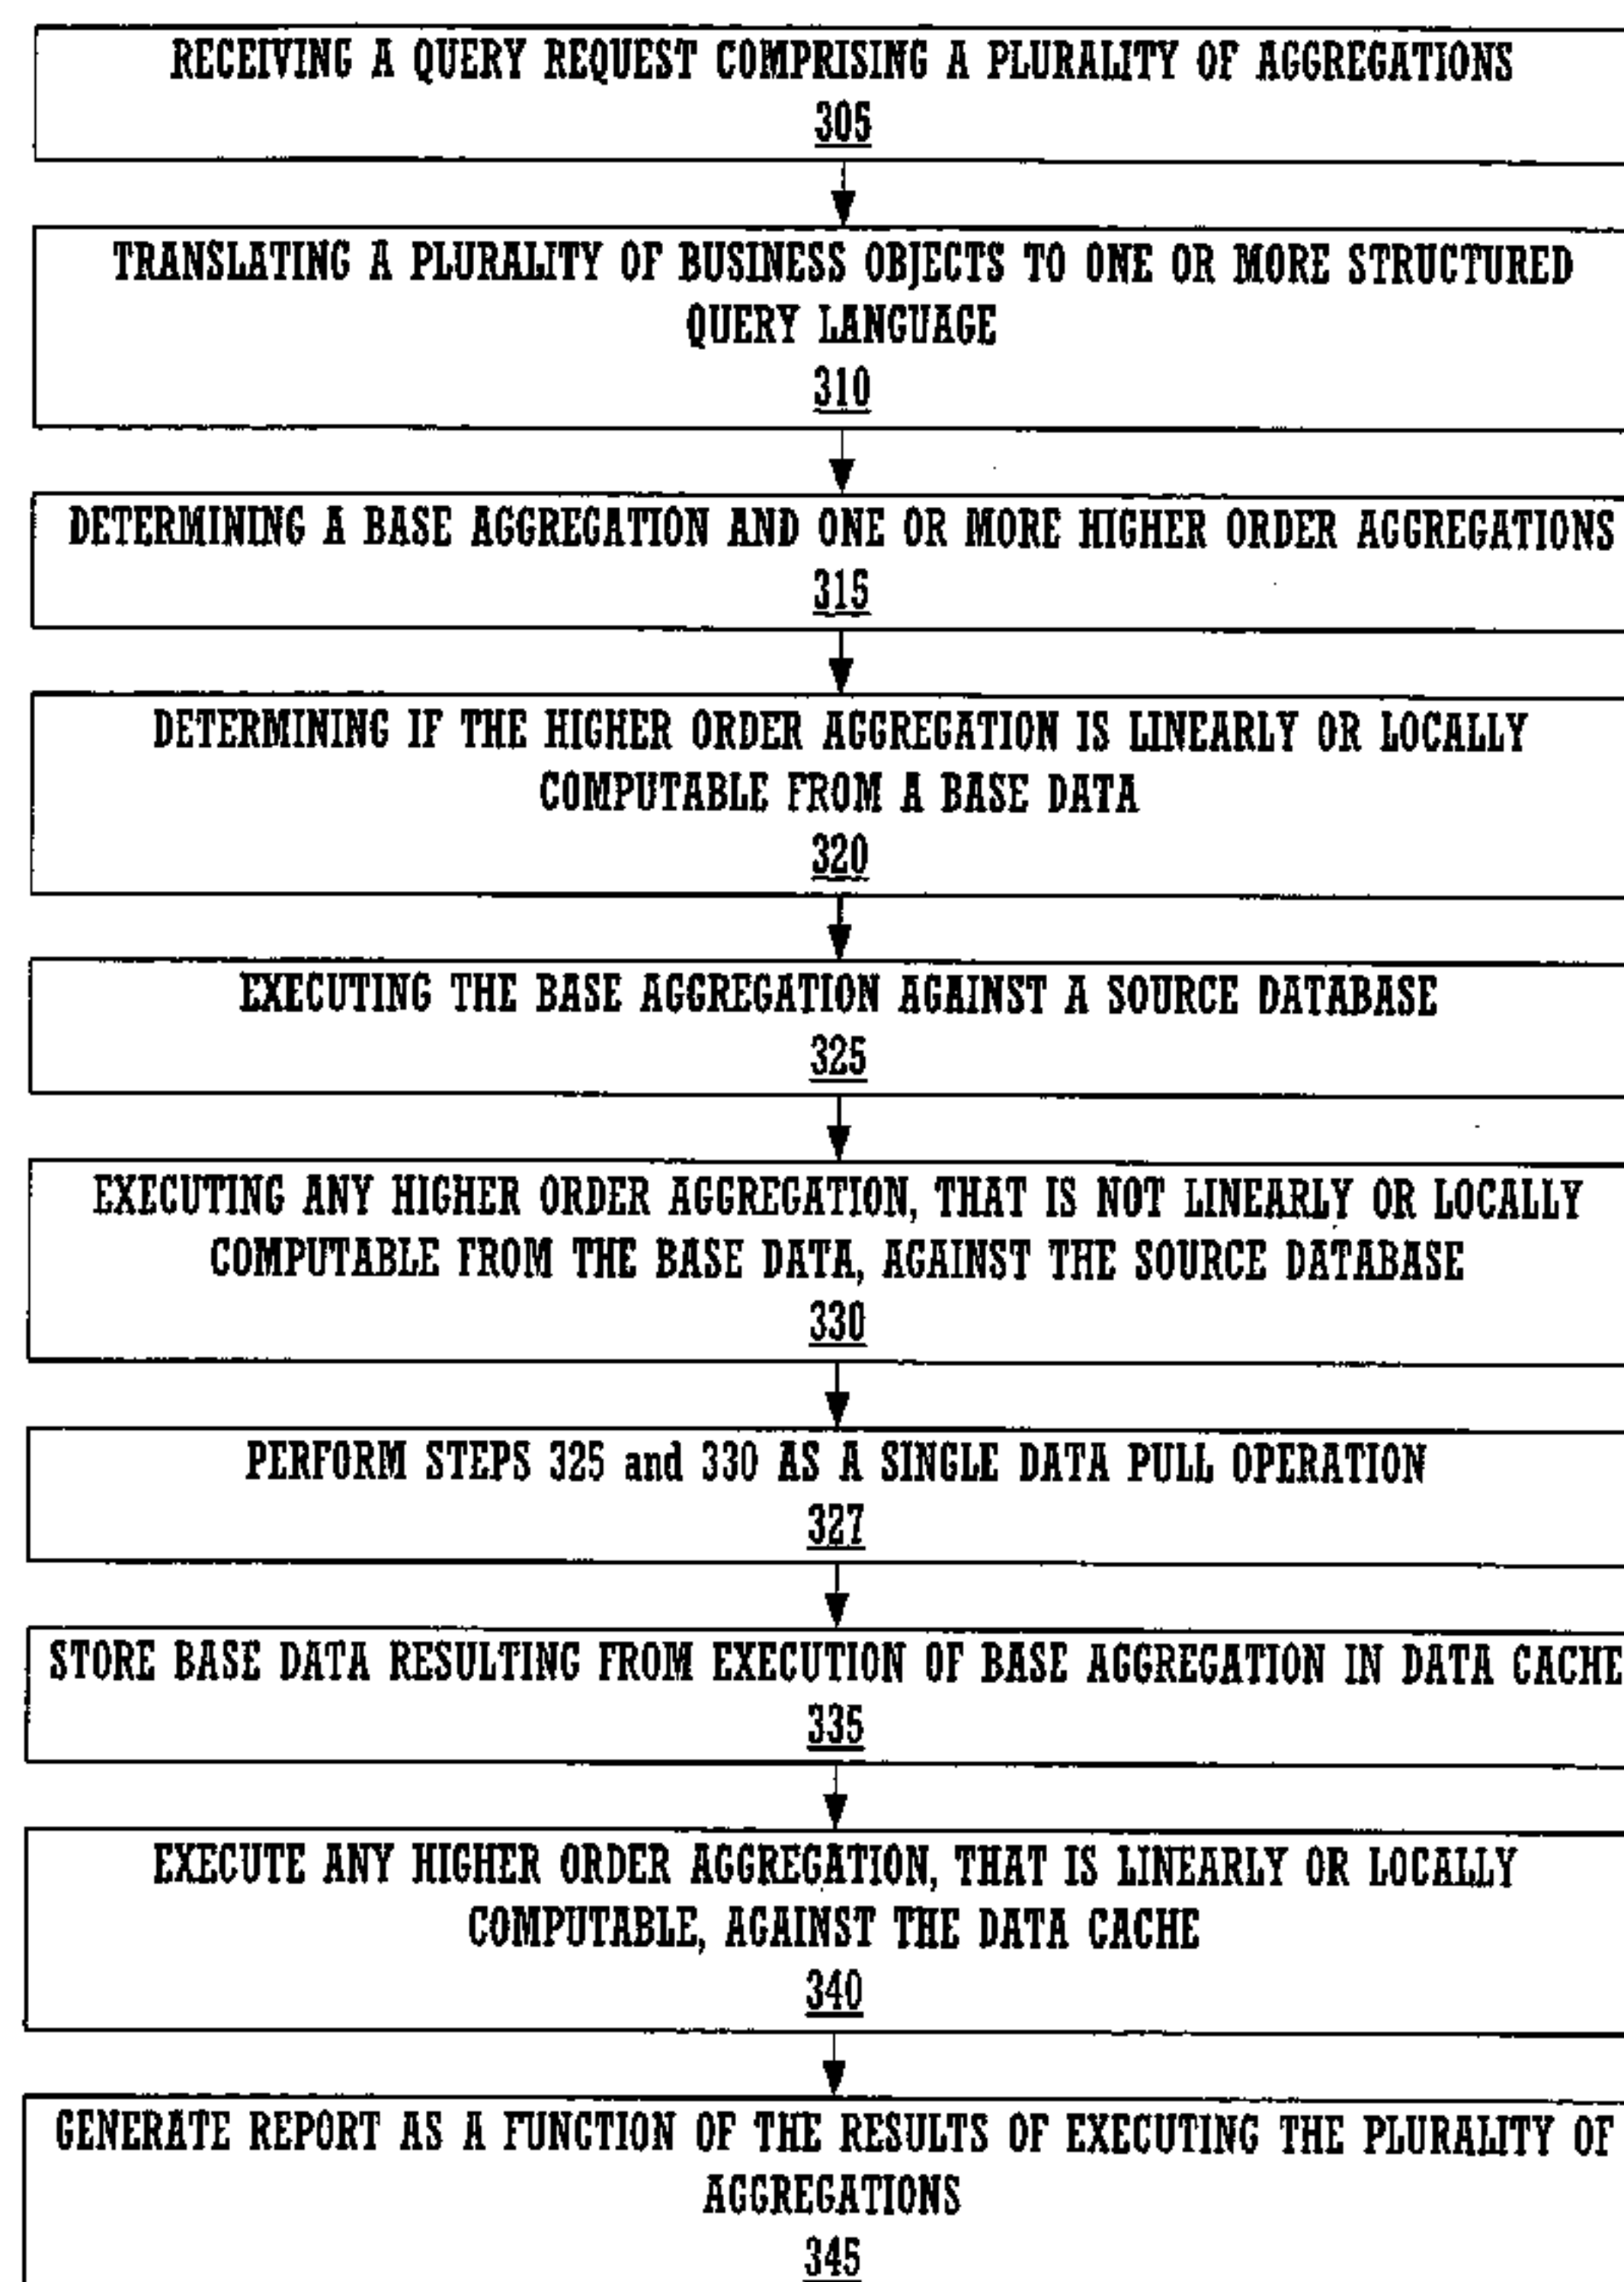 RECEIVING A QUERY REQUEST COMPRISING A PLURALITY OF AGGREGATIONS
305
TRANSLATING A PLURALITY OF BUSINESS OBJECTS TO ONE OR MORE STRUCTURED
QUERY LANGUAGE
310
DETERMINING A BASE AGGREGATION AND ONE OR MORE HIGHER ORDER AGGREGATIONS
315
DETERMINING IF THE HIGHER ORDER AGGREGATION IS LINEARLY OR LOCALLY
COMPUTABLE FROM A BASE DATA
320
EXECUTING THE BASE AGGREGATION AGAINST A SOURCE DATABASE
325
EXECUTING ANY HIGHER ORDER AGGREGATION, THAT IS NOT LINEARLY OR LOCALLY
COMPUTABLE FROM THE BASE DATA, AGAINST THE SOURCE DATABASE
330
PERFORM STEPS 325 and 330 AS A SINGLE DATA PULL OPERATION
327
STORE BASE DATA RESULTING FROM EXECUTION OF BASE AGGREGATION IN DATA CACHE
335
EXECUTE ANY HIGHER ORDER AGGREGATION, THAT IS LINEARLY OR LOCALLY
COMPUTABLE, AGAINST THE DATA CACHE
340
GENERATE REPORT AS A FUNCTION OF THE RESULTS OF EXECUTING THE PLURALITY OF
AGGREGATIONS
345